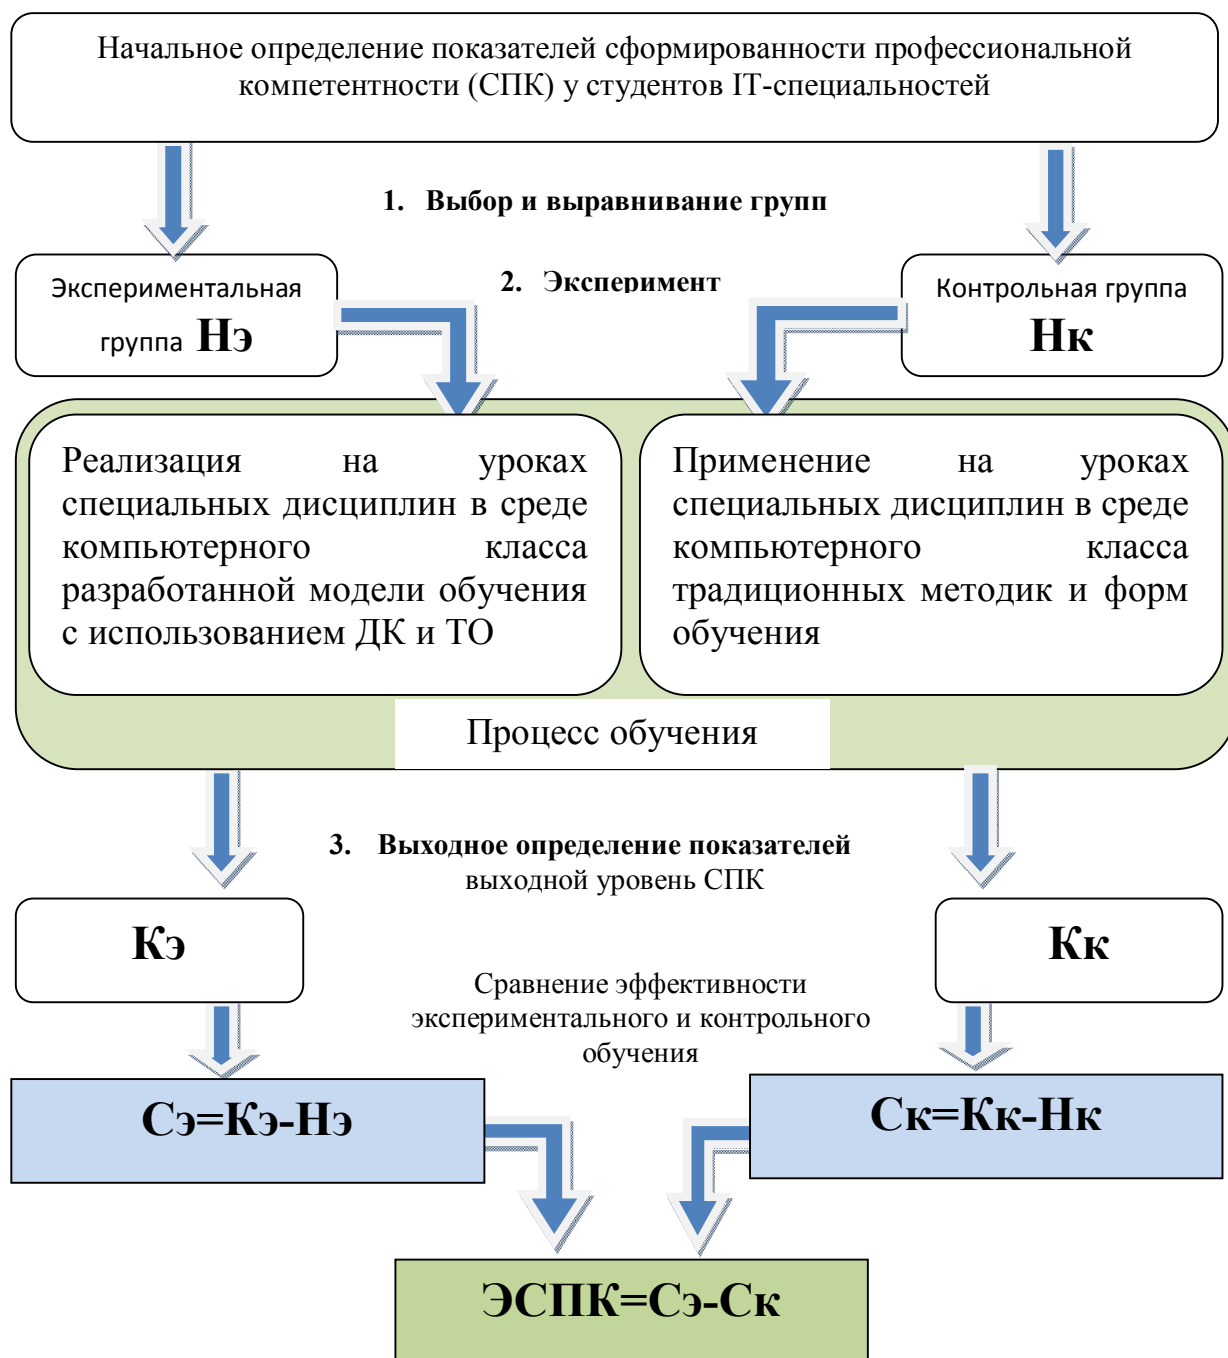 Начальное определение показателей сформированности профессиональной
компетентности (СПК) у студентов IT-специальностей
1. Выбор и выравнивание групп
Экспериментальная
группа Нэ
2. Эксперимент
Контрольная группа
Нк
Реализация на уроках
специальных дисциплин в среде
компьютерного класса
разработанной модели обучения
с использованием ДК и ТО
Применение на уроках
специальных дисциплин в среде
компьютерного класса
традиционных методик и форм
обучения
Процесс обучения
3. Выходное определение показателей
выходной уровень СПК
Кэ
Кк
Сравнение эффективности
экспериментального и контрольного
обучения
Сэ=Кэ-Нэ
Ск=Кк-Нк
ЭСПК=Сэ-Ск